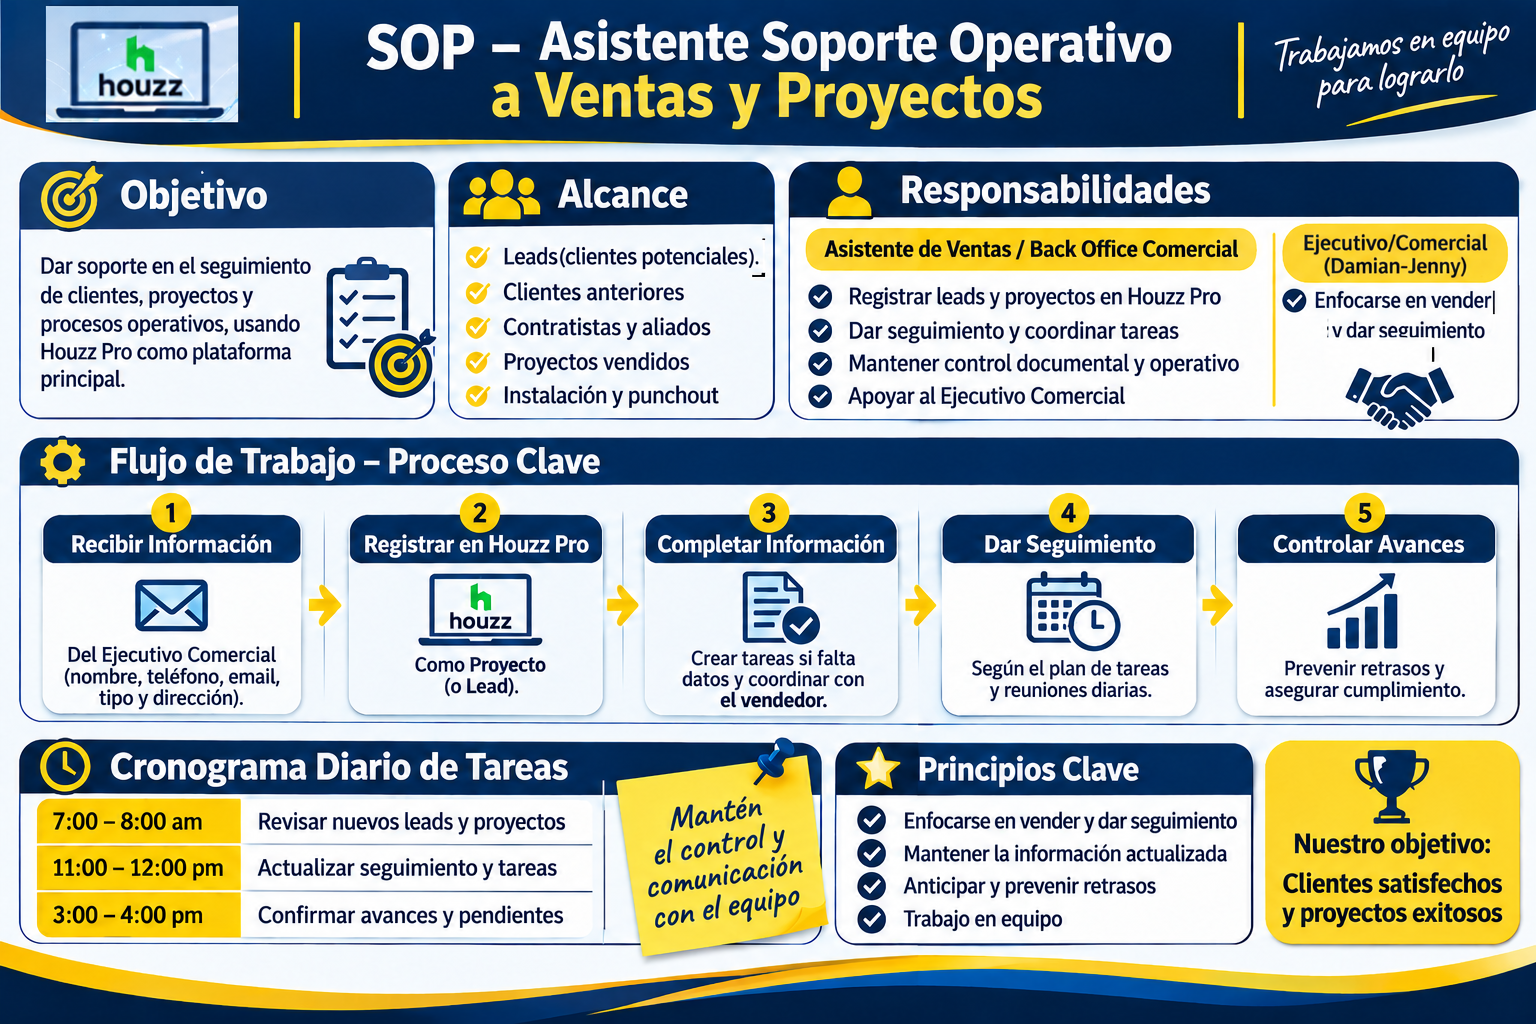 houzz
SOP – Asistente Soporte Operativo
a Ventas y Proyectos
Trabajamos en equipo
para lograrlo
Objetivo
Dar soporte en el seguimiento
de clientes, proyectos y
procesos operativos, usando
Houzz Pro como plataforma
principal.
Alcance
Leads(clientes potenciales).
Clientes anteriores
Contratistas y aliados
Proyectos vendidos
Instalación y punchout
Responsabilidades
Asistente de Ventas / Back Office Comercial
Registrar leads y proyectos en Houzz Pro
Dar seguimiento y coordinar tareas
Mantener control documental y operativo
Apoyar al Ejecutivo Comercial
Ejecutivo/Comercial
(Damian-Jenny)
Enfocarse en vender
y dar seguimiento
Flujo de Trabajo – Proceso Clave
1
Recibir Información
Del Ejecutivo Comercial
(nombre, teléfono, email,
tipo y dirección).
2
Registrar en Houzz Pro
houzz
Como Proyecto
(o Lead).
3
Completar Información
Crear tareas si falta
datos y coordinar con
el vendedor.
4
Dar Seguimiento
Según el plan de tareas
y reuniones diarias.
5
Controlar Avances
Prevenir retrasos y
asegurar cumplimiento.
Cronograma Diario de Tareas
7:00 – 8:00 am Revisar nuevos leads y proyectos
11:00 – 12:00 pm Actualizar seguimiento y tareas
3:00 – 4:00 pm Confirmar avances y pendientes
Mantén
el control y
comunicación
con el equipo
Principios Clave
Enfocarse en vender y dar seguimiento
Mantener la información actualizada
Anticipar y prevenir retrasos
Trabajo en equipo
Nuestro objetivo:
Clientes satisfechos
y proyectos exitosos